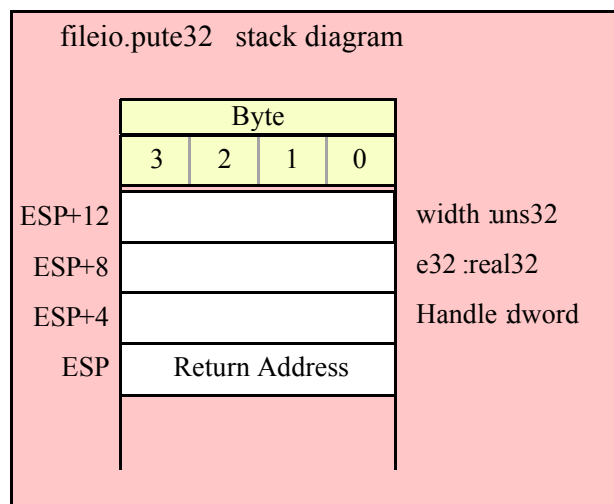 fileio.pute32 stack diagram
Byte
3 2 1 0
ESP+12 width :uns32
ESP+8 e32 :real32
ESP+4 Handle :dword
ESP Return Address